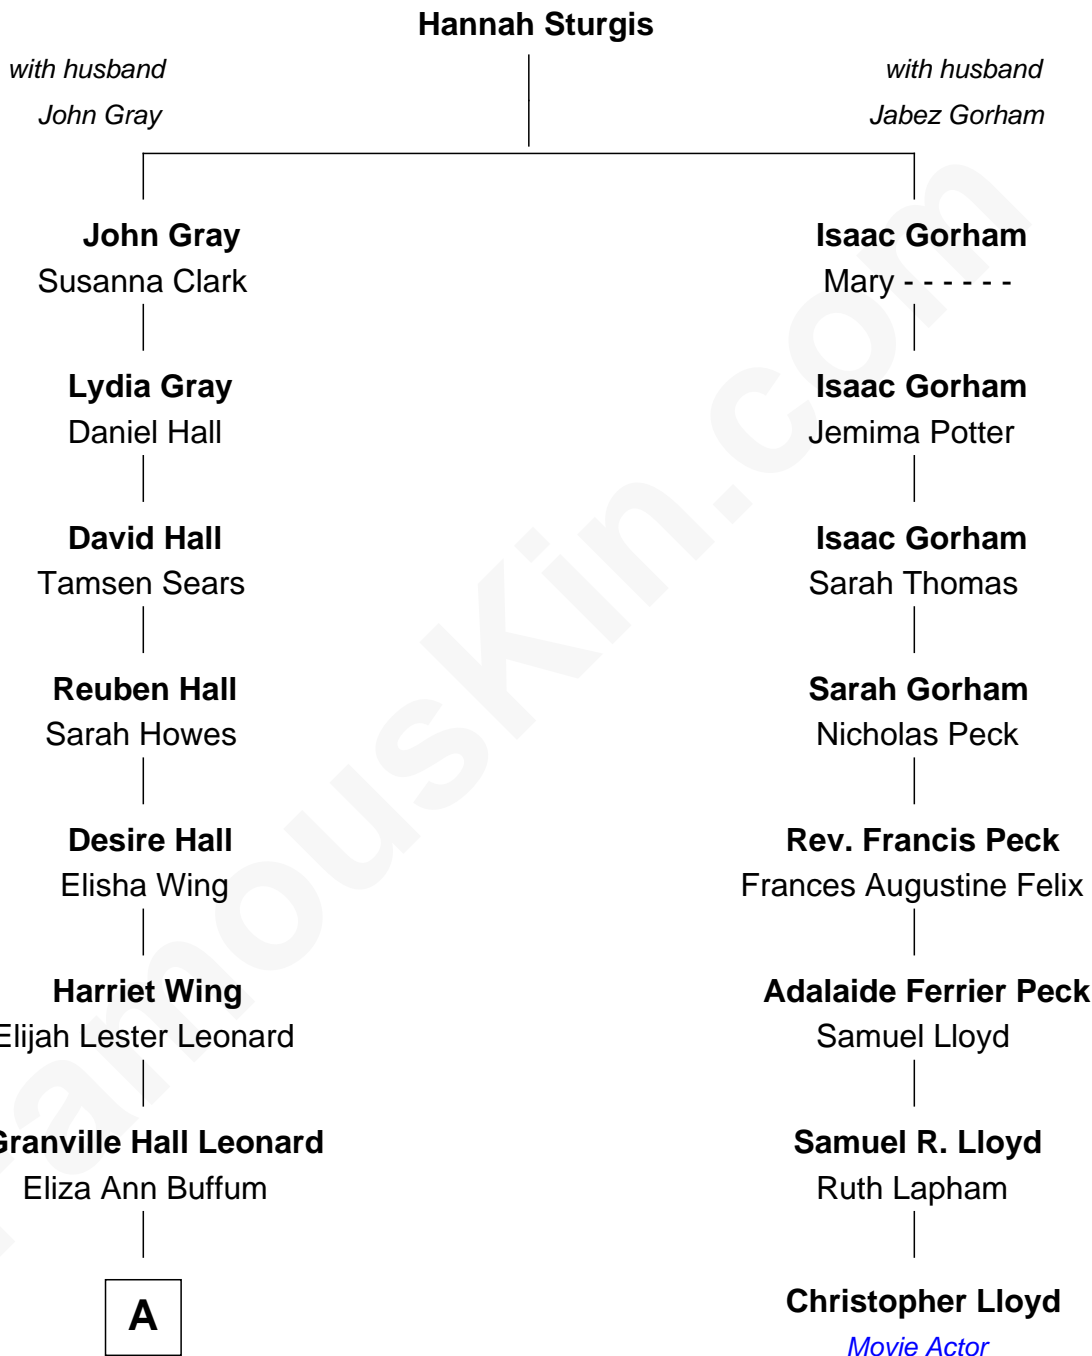 Hannah Sturgis
with husband
John Gray
with husband
Jabez Gorham
John Gray
Susanna Clark
Isaac Gorham
Mary - - - - - -
Lydia Gray
Daniel Hall
Isaac Gorham
Jemima Potter
David Hall
Tamsen Sears
Isaac Gorham
Sarah Thomas
Reuben Hall
Sarah Howes
Sarah Gorham
Nicholas Peck
Desire Hall
Elisha Wing
Rev. Francis Peck
Frances Augustine Felix
Harriet Wing
Elijah Lester Leonard
Adalaide Ferrier Peck
Samuel Lloyd
Granville Hall Leonard
Eliza Ann Buffum
Samuel R. Lloyd
Ruth Lapham
A
Christopher Lloyd
Movie Actor
FamousKin.com